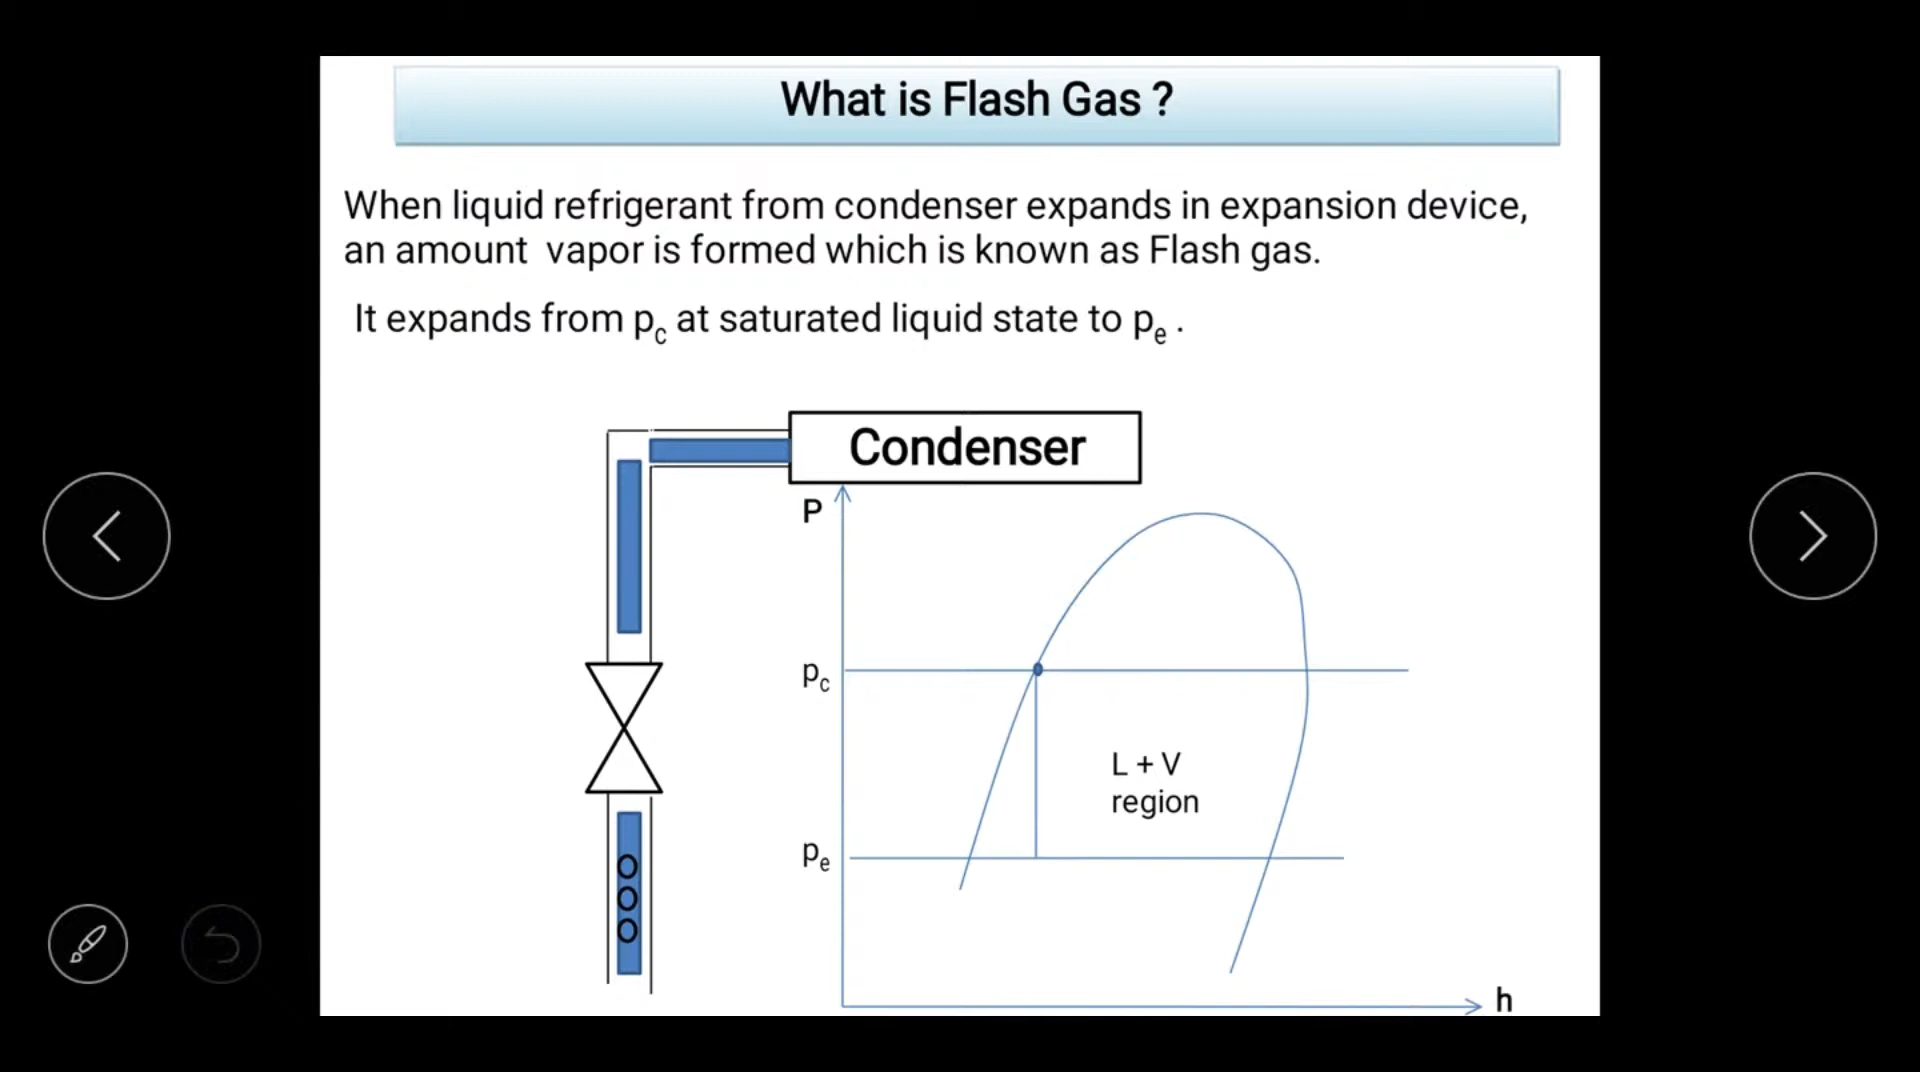 What is Flash Gas ?
When liquid refrigerant from condenser expands in expansion device,
an amount vapor is formed which is known as Flash gas.
It expands from pc at saturated liquid state to pe .
Condenser
P
pc
L + V
region
pe
h